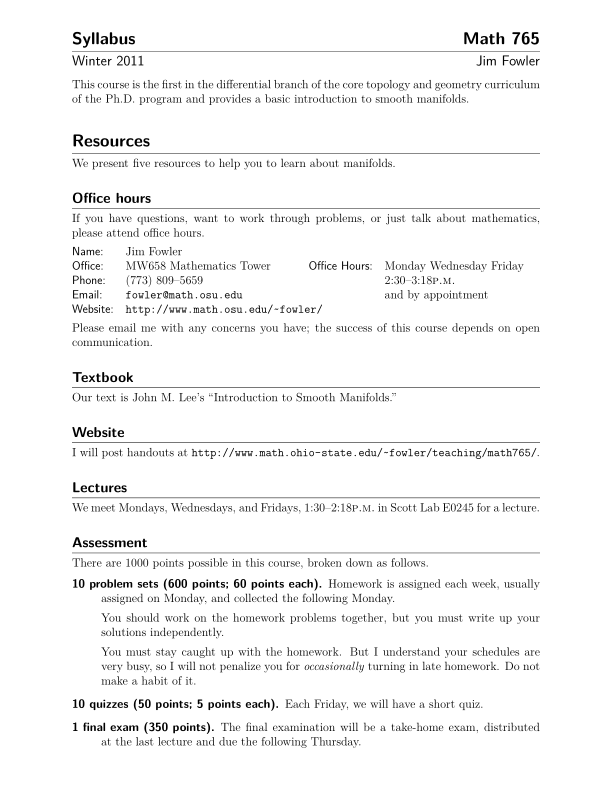 Syllabus Math 765
Winter 2011 Jim Fowler
This course is the first in the differential branch of the core topology and geometry curriculum
of the Ph.D. program and provides a basic introduction to smooth manifolds.
Resources
We present five resources to help you to learn about manifolds.
Office hours
If you have questions, want to work through problems, or just talk about mathematics,
please attend office hours.
Name: Jim Fowler
Office: MW658 Mathematics Tower Office Hours: Monday Wednesday Friday
Phone: (773) 809–5659 2:30–3:18P.M.
Email: fowler@math.osu.edu and by appointment
Website: http://www.math.osu.edu/~fowler/
Please email me with any concerns you have; the success of this course depends on open
communication.
Textbook
Our text is John M. Lee's “Introduction to Smooth Manifolds.”
Website
I will post handouts at http://www.math.ohio-state.edu/~fowler/teaching/math765/.
Lectures
We meet Mondays, Wednesdays, and Fridays, 1:30–2:18P.M. in Scott Lab E0245 for a lecture.
Assessment
There are 1000 points possible in this course, broken down as follows.
10 problem sets (600 points; 60 points each). Homework is assigned each week, usually
assigned on Monday, and collected the following Monday.
You should work on the homework problems together, but you must write up your
solutions independently.
You must stay caught up with the homework. But I understand your schedules are
very busy, so I will not penalize you for occasionally turning in late homework. Do not
make a habit of it.
10 quizzes (50 points; 5 points each). Each Friday, we will have a short quiz.
1 final exam (350 points). The final examination will be a take-home exam, distributed
at the last lecture and due the following Thursday.